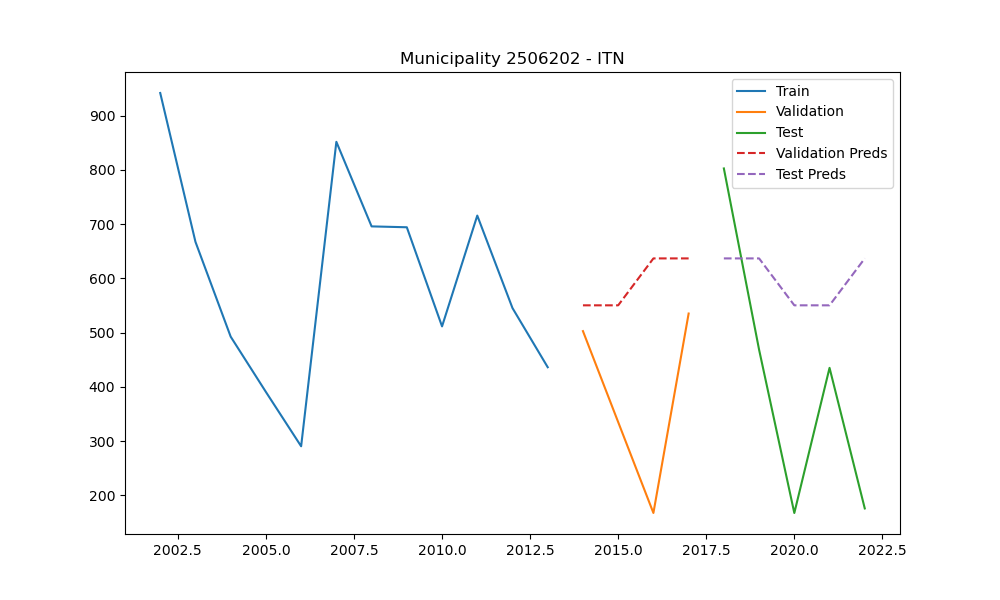 Municipality 2506202 - ITN
Train
Validation
Test
Validation Preds
Test Preds
900
800
700
600
500
400
300
200
2002.5 2005.0 2007.5 2010.0 2012.5 2015.0 2017.5 2020.0 2022.5